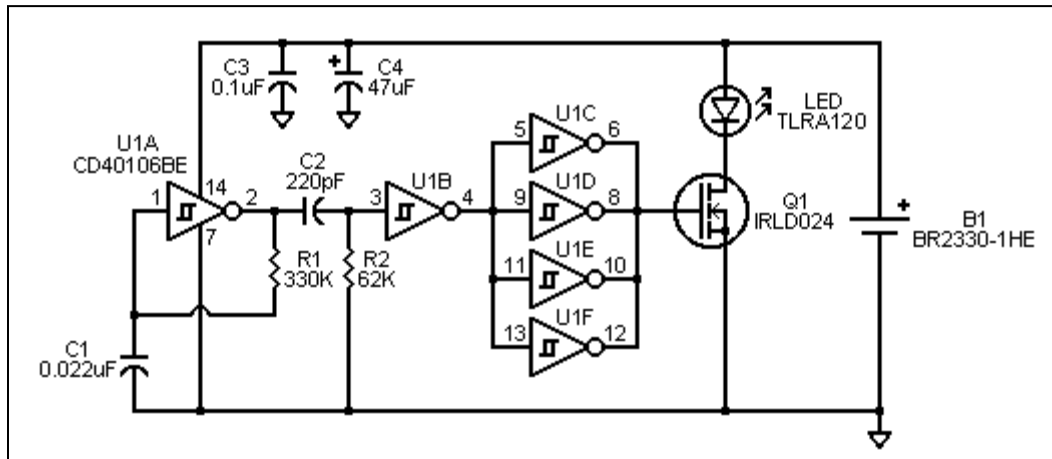 C3
0.1uF
+
C4
47uF
U1A
CD40106BE
1
14
2
7
C2
220pF
R1
330K
R2
62K
3
U1B
4
U1C
5
6
U1D
9
8
U1E
11
10
U1F
13
12
LED
TLRA120
Q1
IRLD024
+
B1
BR2330-1HE
C1
0.022uF